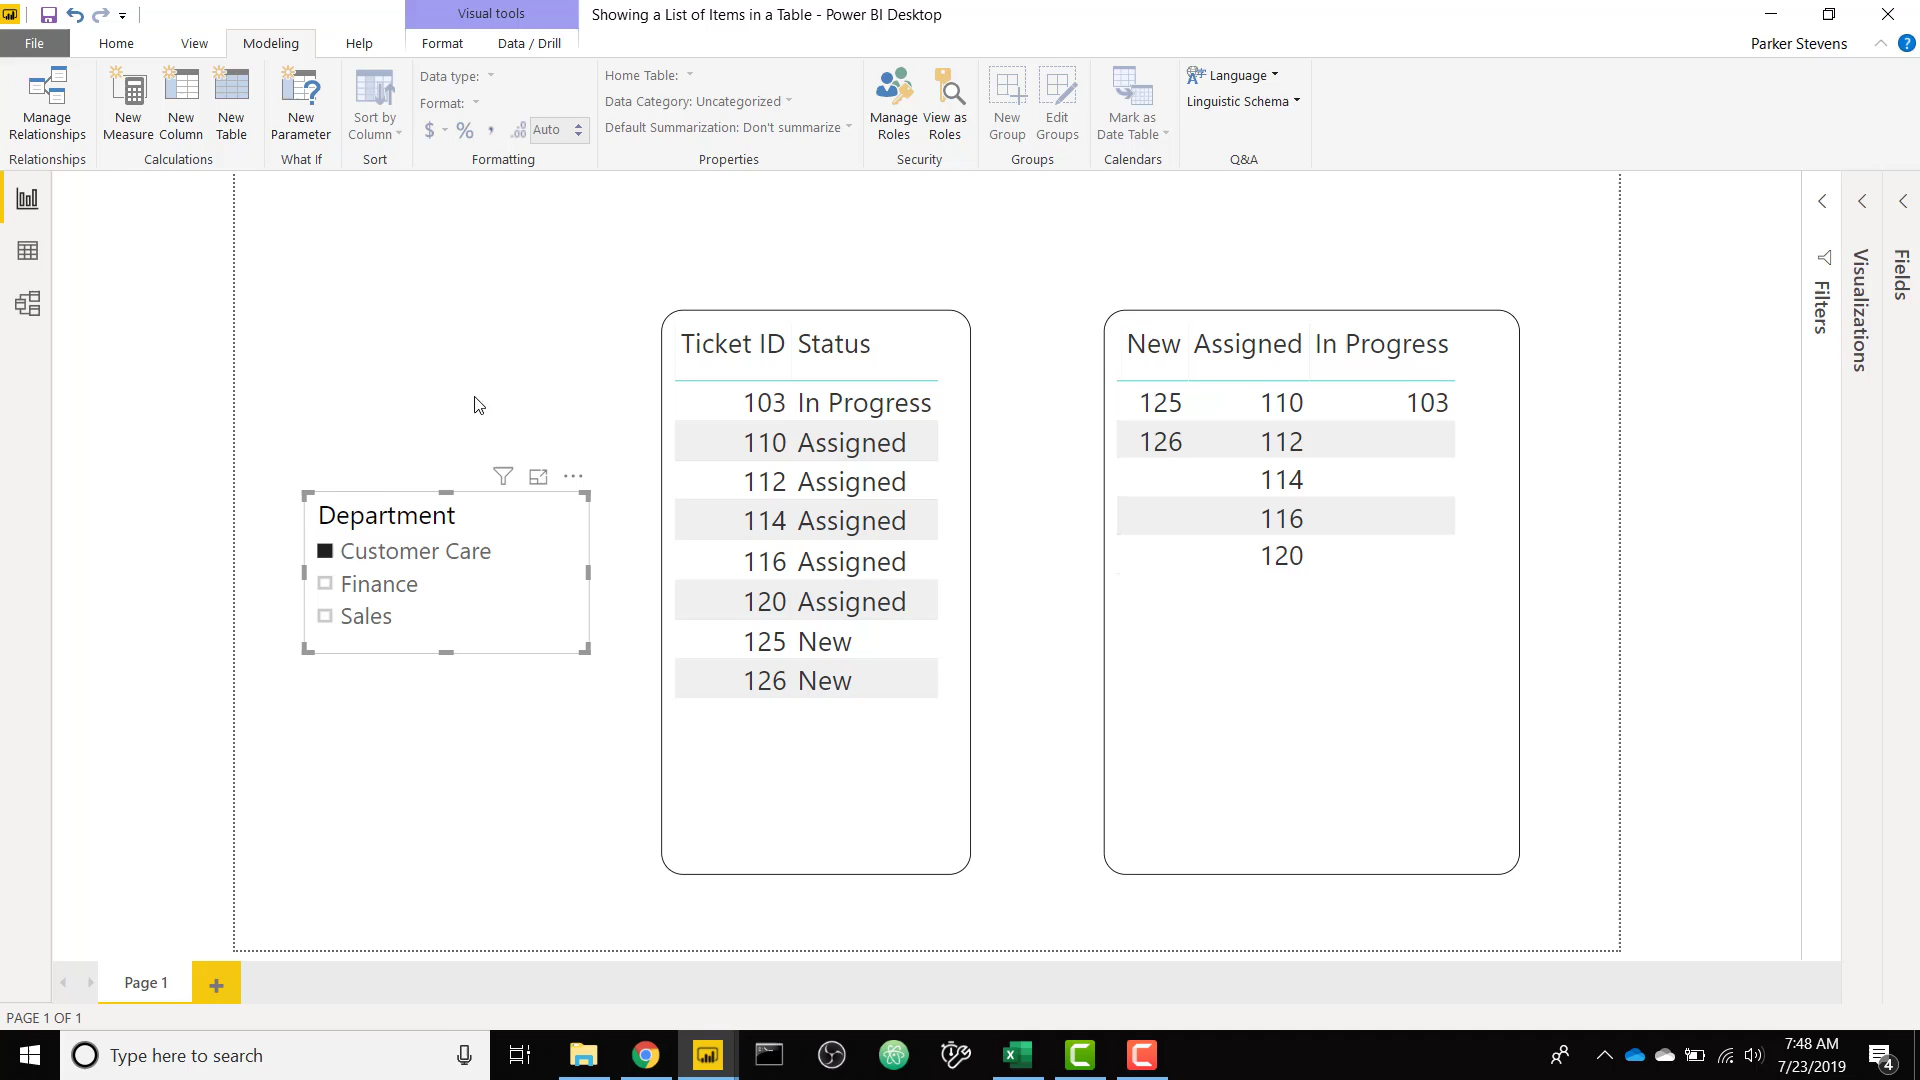 Visual tools
Showing a List of Items in a Table - Power BI Desktop
File
Home
View
Modeling
Help
Format
Data / Drill
Parker Stevens
?
Manage Relationships
New Measure
New Column
New Table
New Parameter
Sort by Column
Data type:
Format:
$ % , .00 Auto
Home Table:
Data Category: Uncategorized
Default Summarization: Don't summarize
Manage Roles
View as Roles
New Group
Edit Groups
Mark as Date Table
Language
Linguistic Schema
Relationships
Calculations
What If
Sort
Formatting
Properties
Security
Groups
Calendars
Q&A
Filters
Visualizations
Fields
Department
Customer Care
Finance
Sales
Ticket ID Status
103 In Progress
110 Assigned
112 Assigned
114 Assigned
116 Assigned
120 Assigned
125 New
126 New
New Assigned In Progress
125 110 103
126 112
114
116
120
Page 1
+
PAGE 1 OF 1
Type here to search
7:48 AM
7/23/2019
4